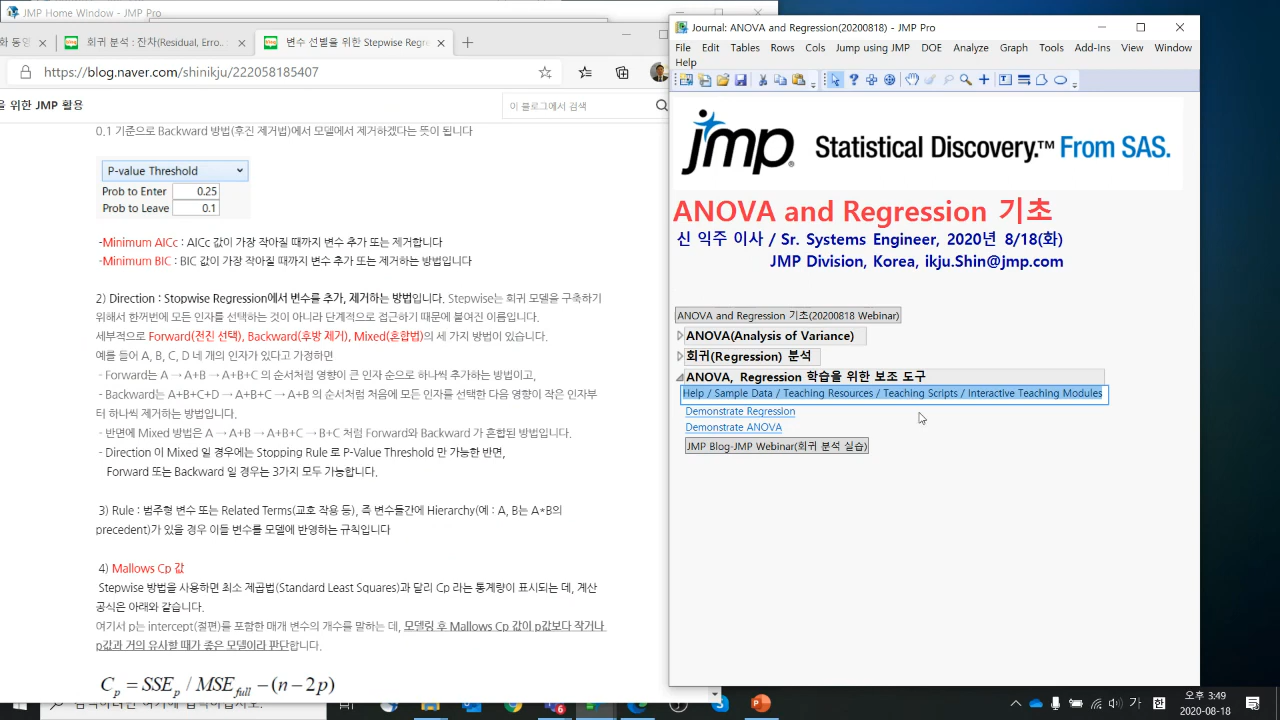 JMP Home Window - JMP Pro
회귀 분석 : 잔차(Residual, Erro
변수 선별을 위한 Stepwise Regre
https://blog.naver.com/shinikju/222058185407
을 위한 JMP 활용
이 블로그에서 검색
0.1 기준으로 Backward 방법(후진 제거법)에서 모델에서 제거하겠다는 뜻이 됩니다
P-value Threshold
Prob to Enter 0.25
Prob to Leave 0.1
-Minimum AICc : AICc 값이 가장 작아질 때까지 변수 추가 또는 제거합니다
-Minimum BIC : BIC 값이 가장 작아질 때까지 변수 추가 또는 제거하는 방법입니다
2) Direction : Stopwise Regression에서 변수를 추가, 제거하는 방법입니다. Stepwise는 회귀 모델을 구축하기
위해서 한꺼번에 모든 인자를 선택하는 것이 아니라 단계적으로 접근하기 때문에 붙여진 이름입니다.
세부적으로 Forward(전진 선택), Backward(후방 제거), Mixed(혼합법)의 세 가지 방법이 있습니다.
예를 들어 A, B, C, D 네 개의 인자가 있다고 가정하면
- Forward는 A → A+B → A+B+C 의 순서처럼 영향이 큰 인자 순으로 하나씩 추가하는 방법이고,
- Backward는 A+B+C+D → A+B+C → A+B 의 순서처럼 처음에 모든 인자를 선택한 다음 영향이 작은 인자부
터 하나씩 제거하는 방법입니다.
- 반면에 Mixed 방법은 A → A+B → A+B+C → B+C 처럼 Forward와 Backward 가 혼합된 방법입니다.
- Direction 이 Mixed 일 경우에는 Stopping Rule 로 P-Value Threshold 만 가능한 반면,
Forward 또는 Backward 일 경우는 3가지 모두 가능합니다.
3) Rule : 범주형 변수 또는 Related Terms(교호 작용 등), 즉 변수들간에 Hierarchy(예 : A, B는 A*B의
precedent)가 있을 경우 이들 변수를 모델에 반영하는 규칙입니다
4) Mallows Cp 값
Stepwise 방법을 사용하면 최소 제곱법(Standard Least Squares)과 달리 Cp 라는 통계량이 표시되는 데, 계산
공식은 아래와 같습니다.
여기서 p는 intercept(절편)를 포함한 매개 변수의 개수를 말하는 데, 모델링 후 Mallows Cp 값이 p값보다 작거나
p값과 거의 유사할 때가 좋은 모델이라 판단합니다.
Cp = SSEp / MSEfull − (n − 2p)
Journal: ANOVA and Regression(20200818) - JMP Pro
File Edit Tables Rows Cols Jump using JMP DOE Analyze Graph Tools Add-Ins View Window
Help
jmp Statistical Discovery.™ From SAS.
ANOVA and Regression 기초
신 익주 이사 / Sr. Systems Engineer, 2020년 8/18(화)
JMP Division, Korea, ikju.Shin@jmp.com
ANOVA and Regression 기초(20200818 Webinar)
ANOVA(Analysis of Variance)
회귀(Regression) 분석
ANOVA, Regression 학습을 위한 보조 도구
Help / Sample Data / Teaching Resources / Teaching Scripts / Interactive Teaching Modules
Demonstrate Regression
Demonstrate ANOVA
JMP Blog-JMP Webinar(회귀 분석 실습)
오후 3:49
2020-08-18